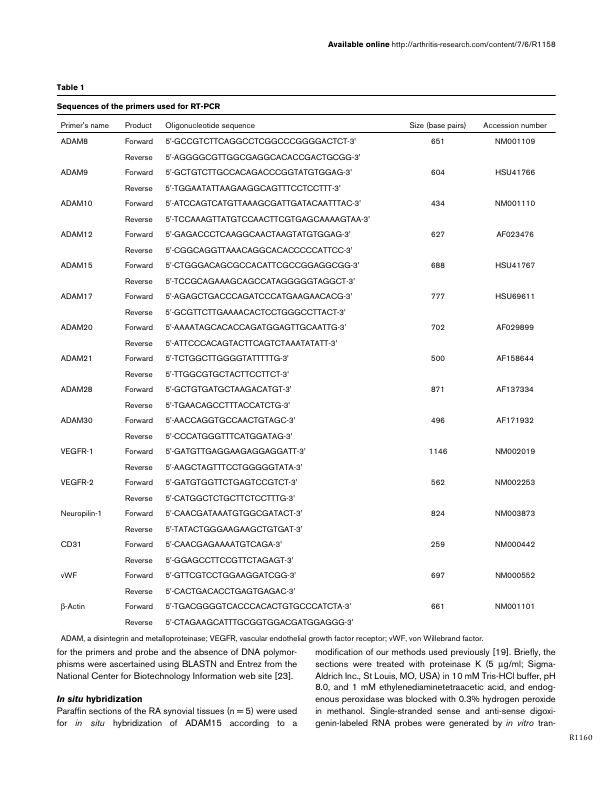 Available online http://arthritis-research.com/content/7/6/R1158
Table 1
Sequences of the primers used for RT-PCR
Primer's name Product Oligonucleotide sequence Size (base pairs) Accession number
ADAM8 Forward 5'-GCCGTCTTCAGGCCTCGGCCCGGGGACTCT-3' 651 NM001109
Reverse 5'-AGGGGCGTTGGCGAGGCACACCGACTGCGG-3'
ADAM9 Forward 5'-GCTGTCTTGCCACAGACCCGGTATGTGGAG-3' 604 HSU41766
Reverse 5'-TGGAATATTAAGAAGGCAGTTTCCTCCTTT-3'
ADAM10 Forward 5'-ATCCAGTCATGTTAAAGCGATTGATACAATTTAC-3' 434 NM001110
Reverse 5'-TCCAAAGTTATGTCCAACTTCGTGAGCAAAAGTAA-3'
ADAM12 Forward 5'-GAGACCCTCAAGGCAACTAAGTATGTGGAG-3' 627 AF023476
Reverse 5'-CGGCAGGTTAAACAGGCACACCCCCATTCC-3'
ADAM15 Forward 5'-CTGGGACAGCGCCACATTCGCCGGAGGCGG-3' 688 HSU41767
Reverse 5'-TCCGCAGAAAGCAGCCATAGGGGGTAGGCT-3'
ADAM17 Forward 5'-AGAGCTGACCCAGATCCCATGAAGAACACG-3' 777 HSU69611
Reverse 5'-GCGTTCTTGAAAACACTCCTGGGCCTTACT-3'
ADAM20 Forward 5'-AAAATAGCACACCAGATGGAGTTGCAATTG-3' 702 AF029899
Reverse 5'-ATTCCCACAGTACTTCAGTCTAAATATATT-3'
ADAM21 Forward 5'-TCTGGCTTGGGGTATTTTTG-3' 500 AF158644
Reverse 5'-TTGGCGTGCTACTTCCTTCT-3'
ADAM28 Forward 5'-GCTGTGATGCTAAGACATGT-3' 871 AF137334
Reverse 5'-TGAACAGCCTTTACCATCTG-3'
ADAM30 Forward 5'-AACCAGGTGCCAACTGTAGC-3' 496 AF171932
Reverse 5'-CCCATGGGTTTCATGGATAG-3'
VEGFR-1 Forward 5'-GATGTTGAGGAAGAGGAGGATT-3' 1146 NM002019
Reverse 5'-AAGCTAGTTTCCTGGGGGTATA-3'
VEGFR-2 Forward 5'-GATGTGGTTCTGAGTCCGTCT-3' 562 NM002253
Reverse 5'-CATGGCTCTGCTTCTCCTTTG-3'
Neuropilin-1 Forward 5'-CAACGATAAATGTGGCGATACT-3' 824 NM003873
Reverse 5'-TATACTGGGAAGAAGCTGTGAT-3'
CD31 Forward 5'-CAACGAGAAAATGTCAGA-3' 259 NM000442
Reverse 5'-GGAGCCTTCCGTTCTAGAGT-3'
vWF Forward 5'-GTTCGTCCTGGAAGGATCGG-3' 697 NM000552
Reverse 5'-CACTGACACCTGAGTGAGAC-3'
β-Actin Forward 5'-TGACGGGGTCACCCACACTGTGCCCATCTA-3' 661 NM001101
Reverse 5'-CTAGAAGCATTTGCGGTGGACGATGGAGGG-3'
ADAM, a disintegrin and metalloproteinase; VEGFR, vascular endothelial growth factor receptor; vWF, von Willebrand factor.
for the primers and probe and the absence of DNA polymor-
phisms were ascertained using BLASTN and Entrez from the
National Center for Biotechnology Information web site [23].
In situ hybridization
Paraffin sections of the RA synovial tissues (n = 5) were used
for in situ hybridization of ADAM15 according to a
modification of our methods used previously [19]. Briefly, the
sections were treated with proteinase K (5 μg/ml; Sigma-
Aldrich Inc., St Louis, MO, USA) in 10 mM Tris-HCl buffer, pH
8.0, and 1 mM ethylenediaminetetraacetic acid, and endog-
enous peroxidase was blocked with 0.3% hydrogen peroxide
in methanol. Single-stranded sense and anti-sense digoxi-
genin-labeled RNA probes were generated by in vitro tran-
R1160